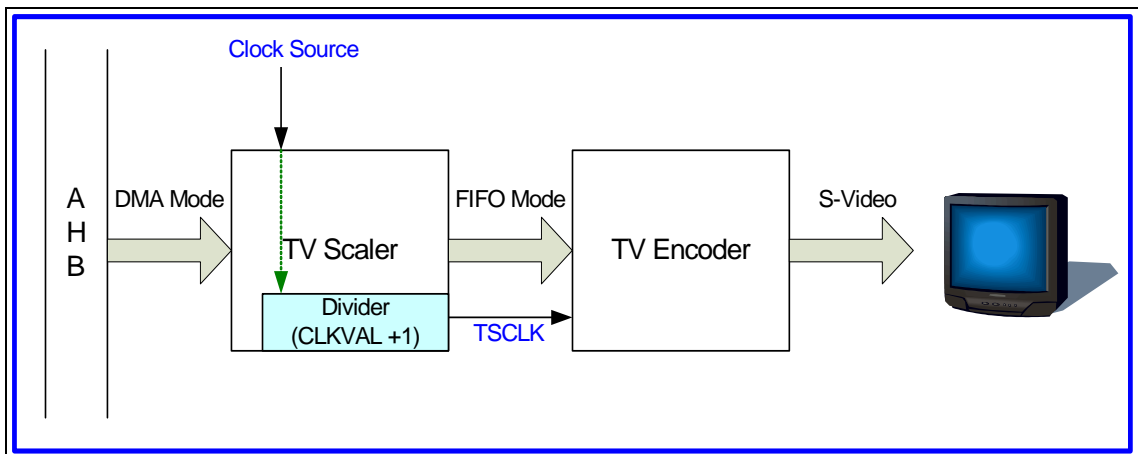 Clock Source
A
H
B
DMA Mode
TV Scaler
Divider
(CLKVAL +1)
FIFO Mode
TSCLK
TV Encoder
S-Video